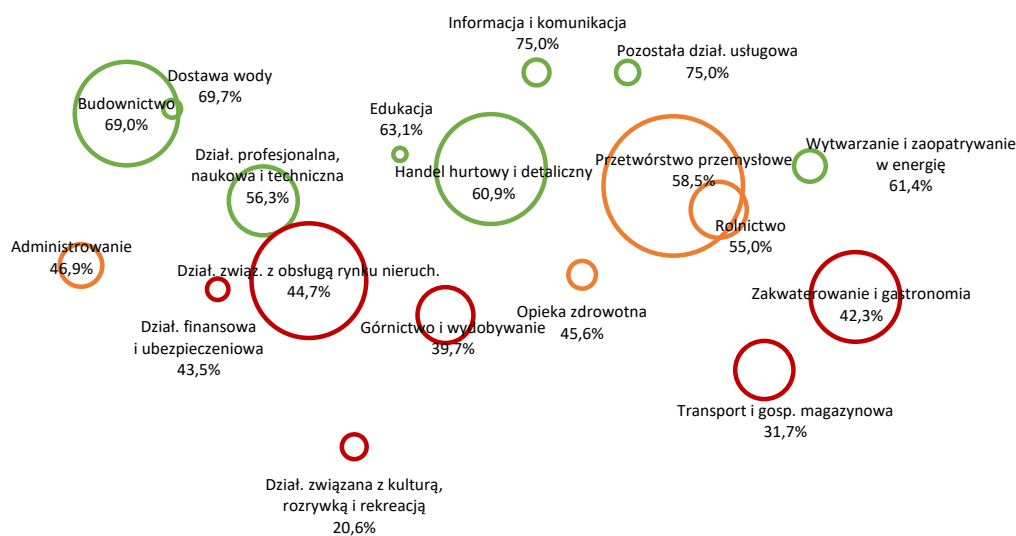 Informacja i komunikacja
75,0%
Pozostała dział. usługowa
75,0%
Dostawa wody
69,7%
Budownictwo
69,0%
Edukacja
63,1%
Wytwarzanie i zaopatrywanie
w energię
61,4%
Dział. profesjonalna,
naukowa i techniczna
56,3%
Handel hurtowy i detaliczny
60,9%
Przetwórstwo przemysłowe
58,5%
Rolnictwo
55,0%
Administrowanie
46,9%
Dział. związ. z obsługą rynku nieruch.
44,7%
Zakwaterowanie i gastronomia
42,3%
Opieka zdrowotna
45,6%
Dział. finansowa
i ubezpieczeniowa
43,5%
Górnictwo i wydobywanie
39,7%
Transport i gosp. magazynowa
31,7%
Dział. związana z kulturą,
rozrywką i rekreacją
20,6%